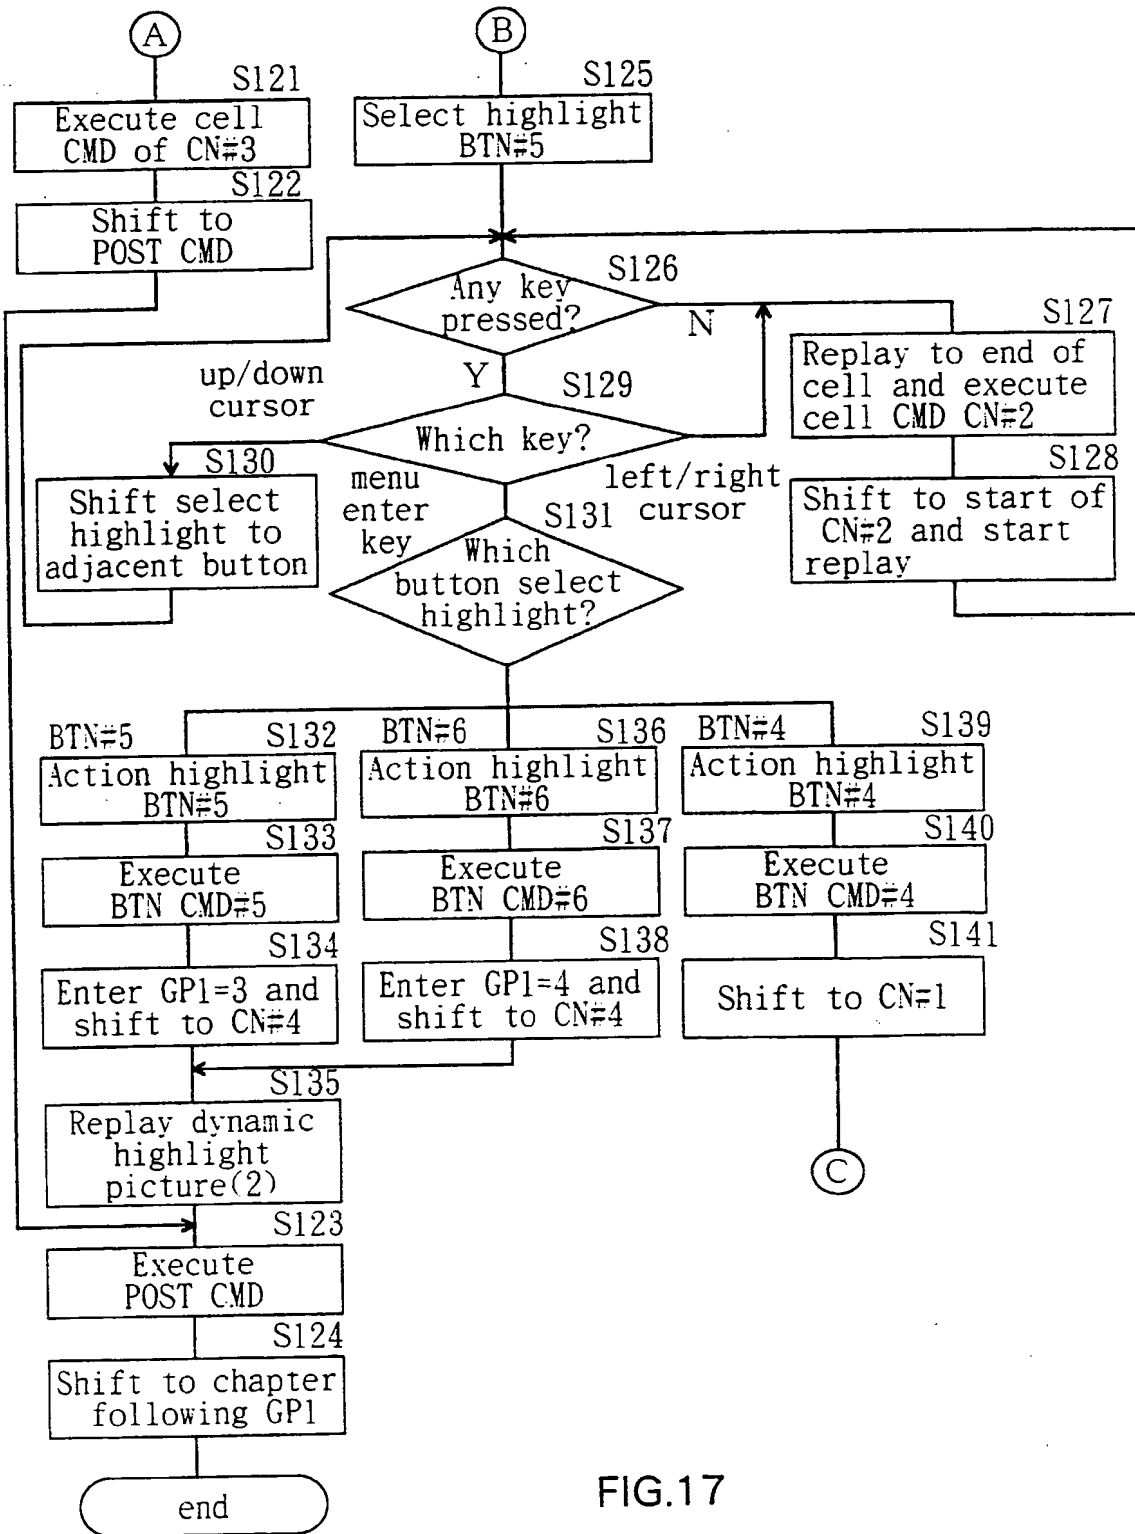 A
B
S121
Execute cell
CMD of CN#3
S122
Shift to
POST CMD
S125
Select highlight
BTN#5
S126
Any key
pressed?
N
Y
S127
Replay to end of
cell and execute
cell CMD CN#2
S128
Shift to start of
CN#2 and start
replay
up/down
cursor
S129
Which key?
S130
Shift select
highlight to
adjacent button
menu
enter
key
left/right
cursor
S131
Which
button select
highlight?
BTN#5
S132
Action highlight
BTN#5
S133
Execute
BTN CMD#5
S134
Enter GP1=3 and
shift to CN#4
BTN#6
S136
Action highlight
BTN#6
S137
Execute
BTN CMD#6
S138
Enter GP1=4 and
shift to CN#4
BTN#4
S139
Action highlight
BTN#4
S140
Execute
BTN CMD#4
S141
Shift to CN#1
C
S135
Replay dynamic
highlight
picture(2)
S123
Execute
POST CMD
S124
Shift to chapter
following GP1
end
FIG.17